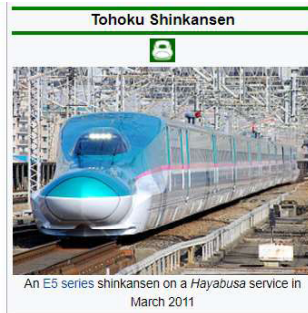 Tohoku Shinkansen
An E5 series shinkansen on a Hayabusa service in
March 2011